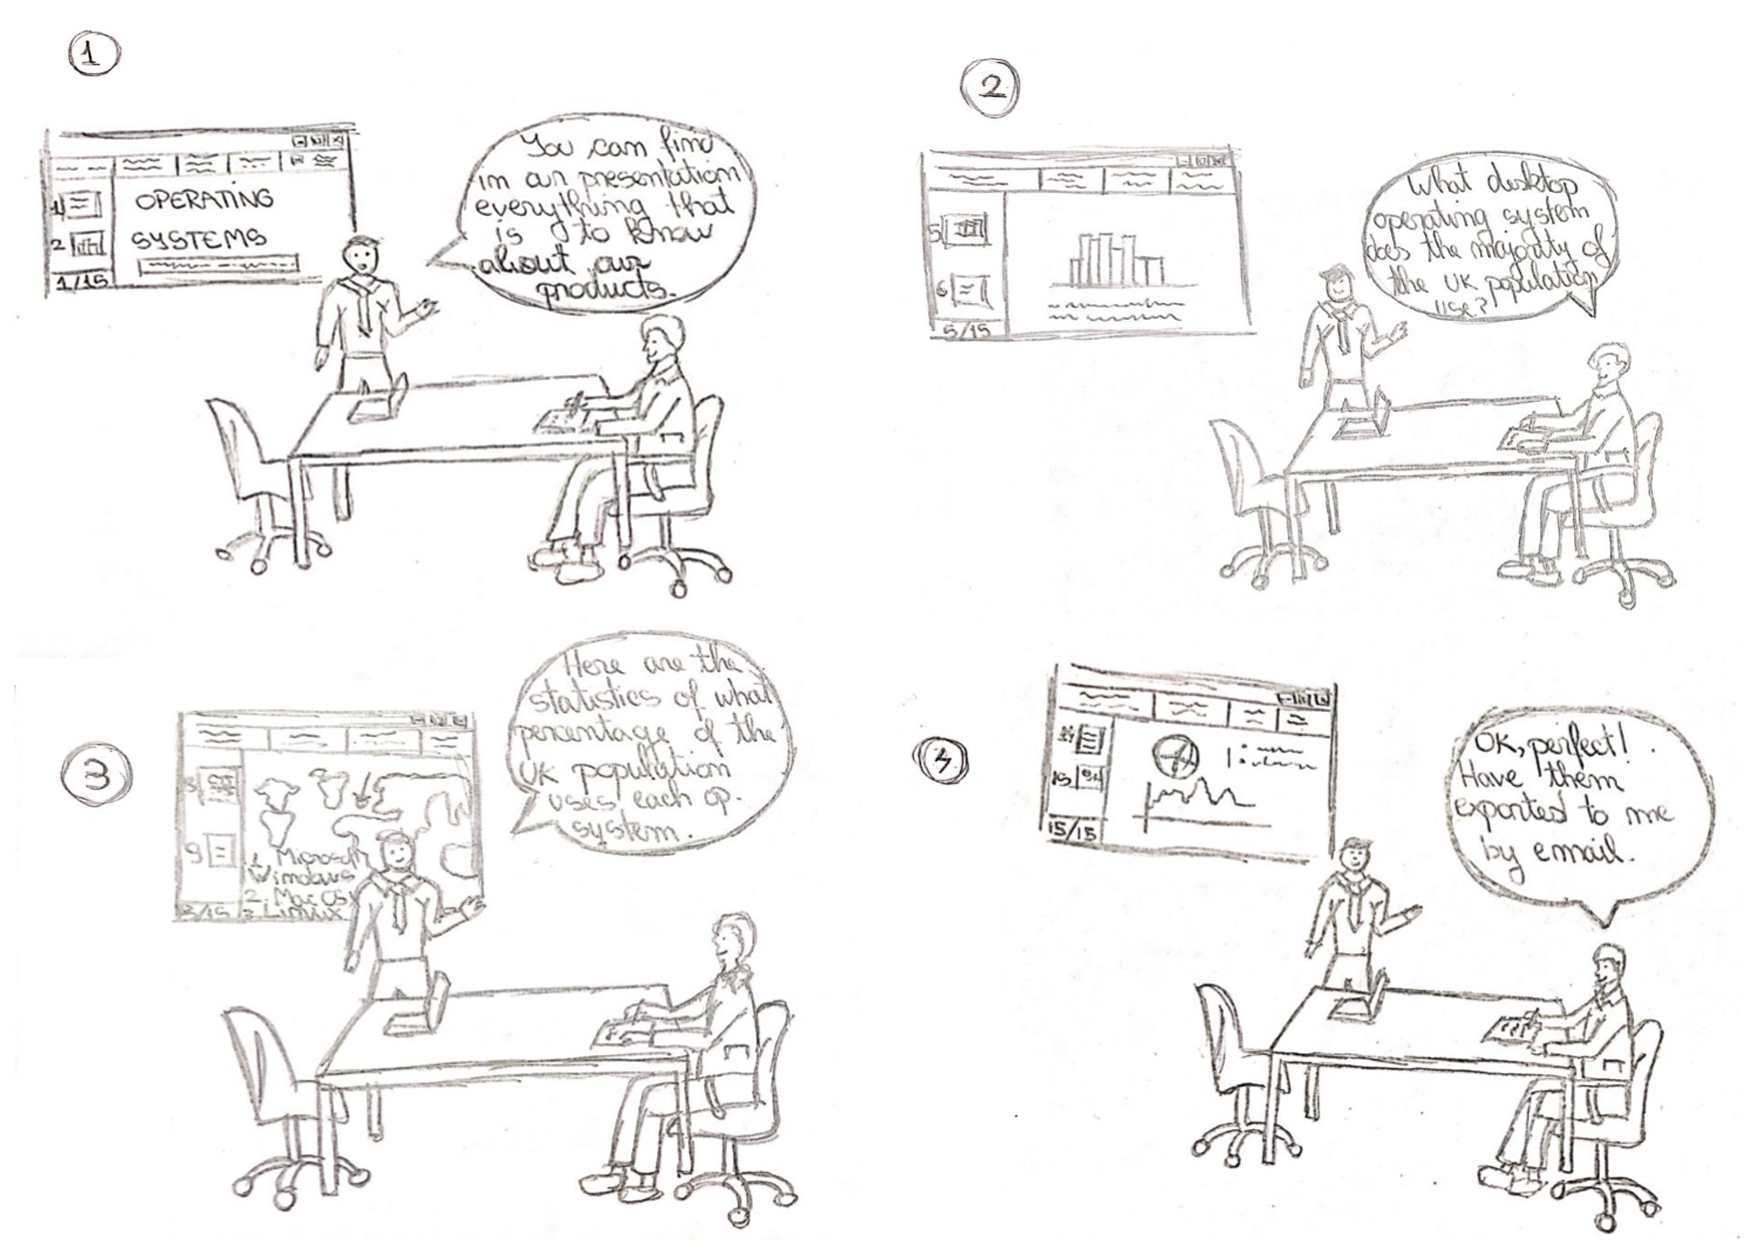 1
OPERATING
SYSTEMS
1)
2
1/15
You can find
in our presentation
everything that
is to know
about our
products.
2
5
6
5/15
What desktop
operating system
does the majority of
the UK population
use?
3
9
1. Microsoft
Windows
2. Mac OSX
3. Linux
Here are the
statistics of what
percentage of the
UK population
uses each op.
system.
4
15
15/15
OK, perfect!
Have them
exported to me
by email.